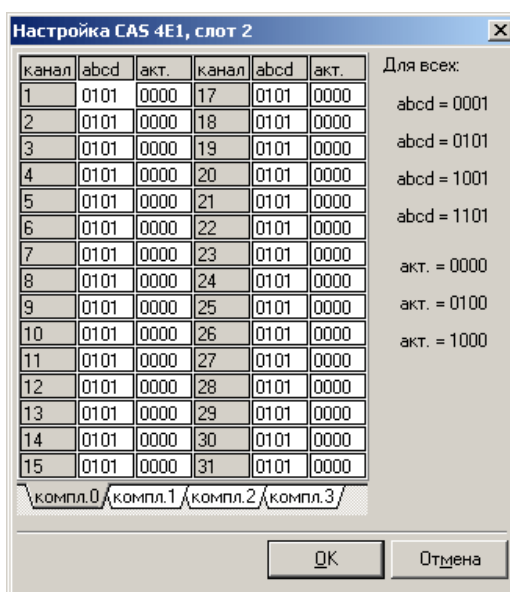 Настройка CAS 4E1, слот 2
канал abcd акт. канал abcd акт. Для всех:
1 0101 0000 17 0101 0000
abcd = 0001
2 0101 0000 18 0101 0000
3 0101 0000 19 0101 0000 abcd = 0101
4 0101 0000 20 0101 0000 abcd = 1001
5 0101 0000 21 0101 0000
6 0101 0000 22 0101 0000 abcd = 1101
7 0101 0000 23 0101 0000
8 0101 0000 24 0101 0000 акт. = 0000
9 0101 0000 25 0101 0000 акт. = 0100
10 0101 0000 26 0101 0000 акт. = 1000
11 0101 0000 27 0101 0000
12 0101 0000 28 0101 0000
13 0101 0000 29 0101 0000
14 0101 0000 30 0101 0000
15 0101 0000 31 0101 0000
компл.0 компл.1 компл.2 компл.3
OK Отмена